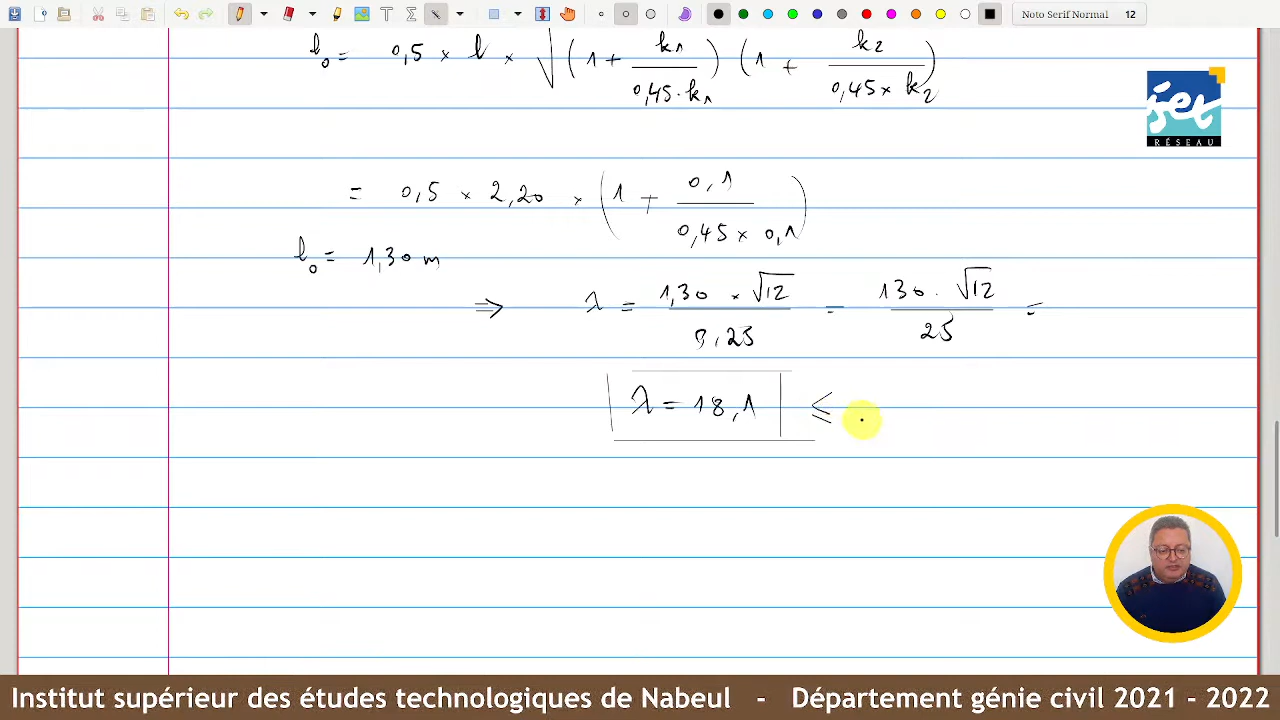 Noto Serif Normal 12
l₀ = 0,5 × l × √(1 + k1/0,45.k1) (1 + k2/0,45×k2)
iset
RÉSEAU
= 0,5 × 2,20 × (1 + 0,1/0,45 × 0,1)
l₀ = 1,30 m
⇒ λ = 1,30 × √12/0,25 = 130 . √12/25 =
λ = 18,1 ≤
Institut supérieur des études technologiques de Nabeul - Département génie civil 2021 - 2022